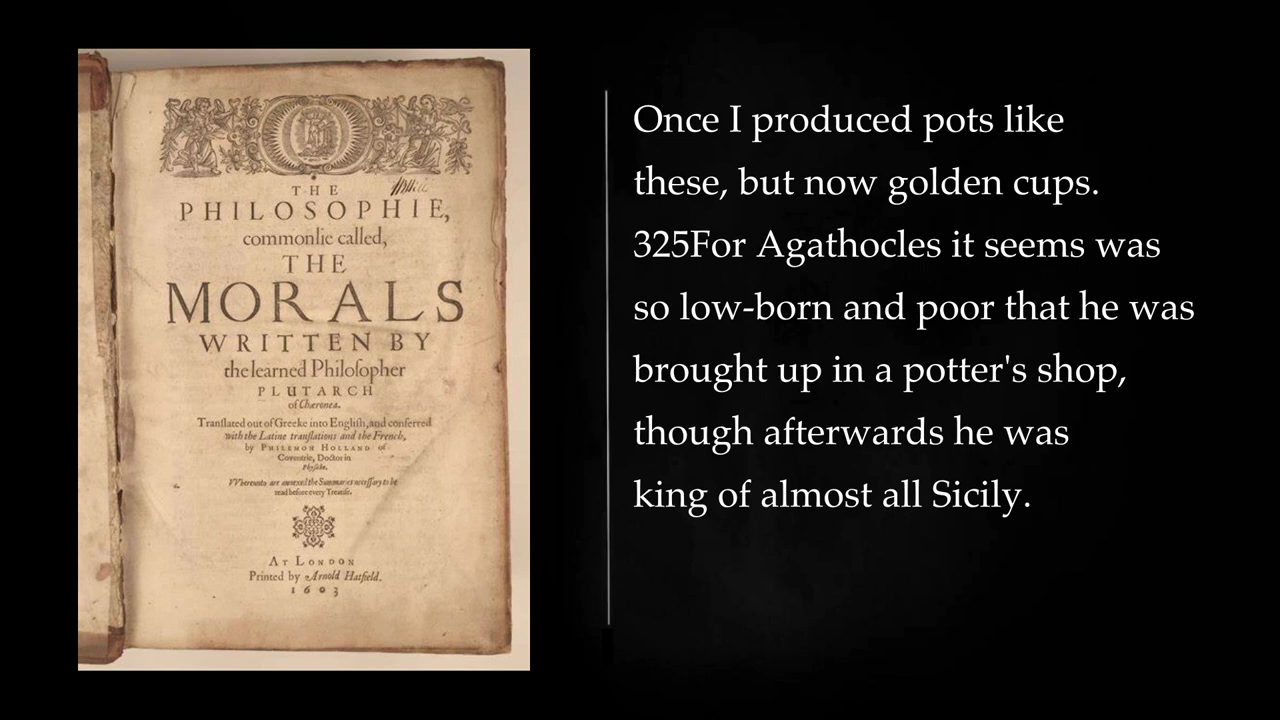 THE
PHILOSOPHIE,
commonlie called,
THE
MORALS
WRITTEN BY
the learned Philoſopher
PLUTARCH
of Chæronea.
Tranſlated out of Greeke into Engliſh, and conferred
with the Latine tranſlations and the French,
by PHILEMON HOLLAND of
Coventrie, Doctor in
Phyſicke.
VVhereunto are annexed the Summaries neceſſary to be
read before every Treatiſe.
AT LONDON
Printed by Arnold Hatfield.
1603
Once I produced pots like
these, but now golden cups.
325For Agathocles it seems was
so low-born and poor that he was
brought up in a potter's shop,
though afterwards he was
king of almost all Sicily.